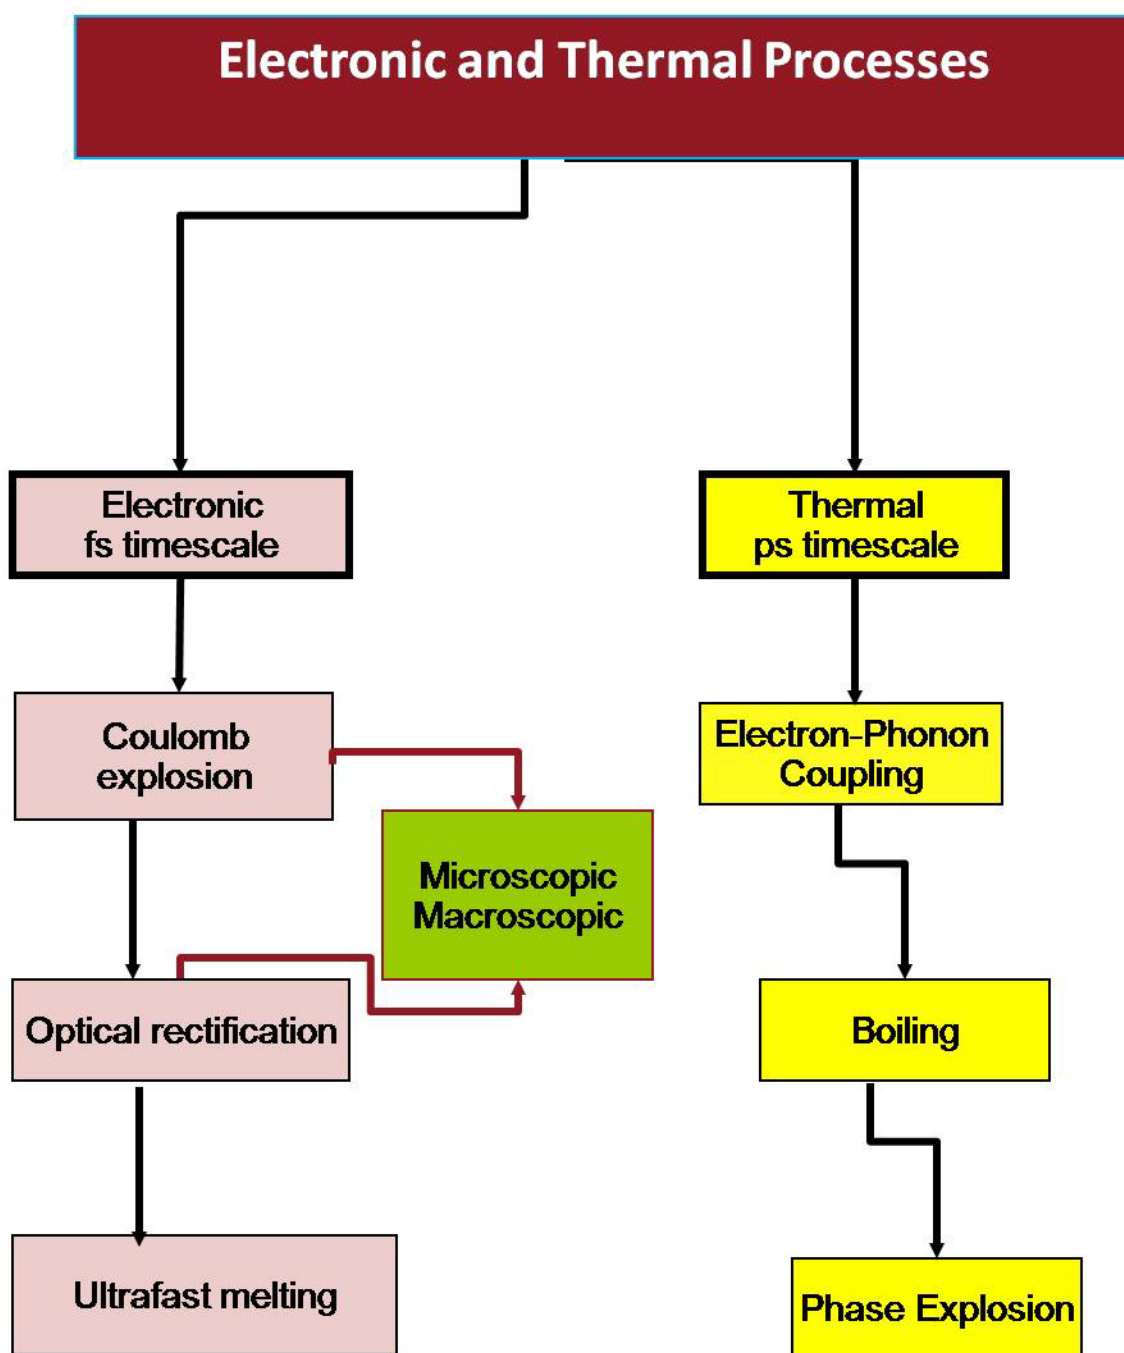 Electronic and Thermal Processes
Electronic
fs timescale
Thermal
ps timescale
Coulomb
explosion
Electron-Phonon
Coupling
Microscopic
Macroscopic
Optical rectification
Boiling
Ultrafast melting
Phase Explosion